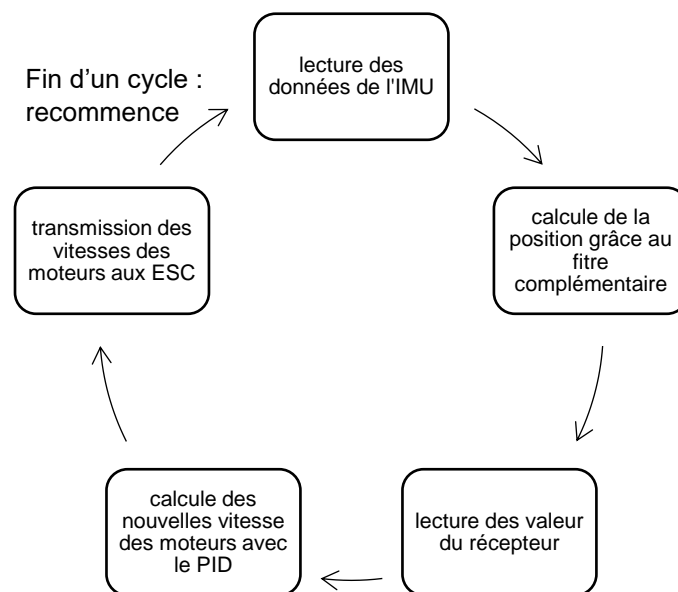 Fin d'un cycle :
recommence
lecture des
données de l'IMU
calcule de la
position grâce au
fitre
complémentaire
lecture des valeur
du récepteur
calcule des
nouvelles vitesse
des moteurs avec
le PID
transmission des
vitesses des
moteurs aux ESC